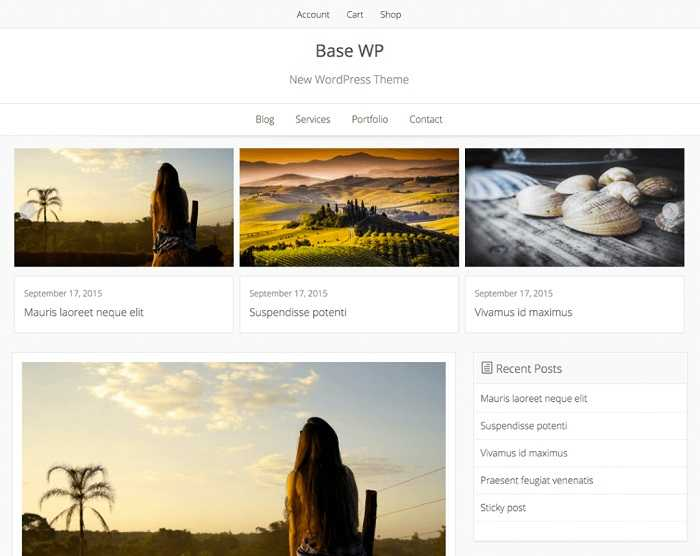 Account Cart Shop
Base WP
New WordPress Theme
Blog Services Portfolio Contact
September 17, 2015
Mauris laoreet neque elit
September 17, 2015
Suspendisse potenti
September 17, 2015
Vivamus id maximus
Recent Posts
Mauris laoreet neque elit
Suspendisse potenti
Vivamus id maximus
Praesent feugiat venenatis
Sticky post